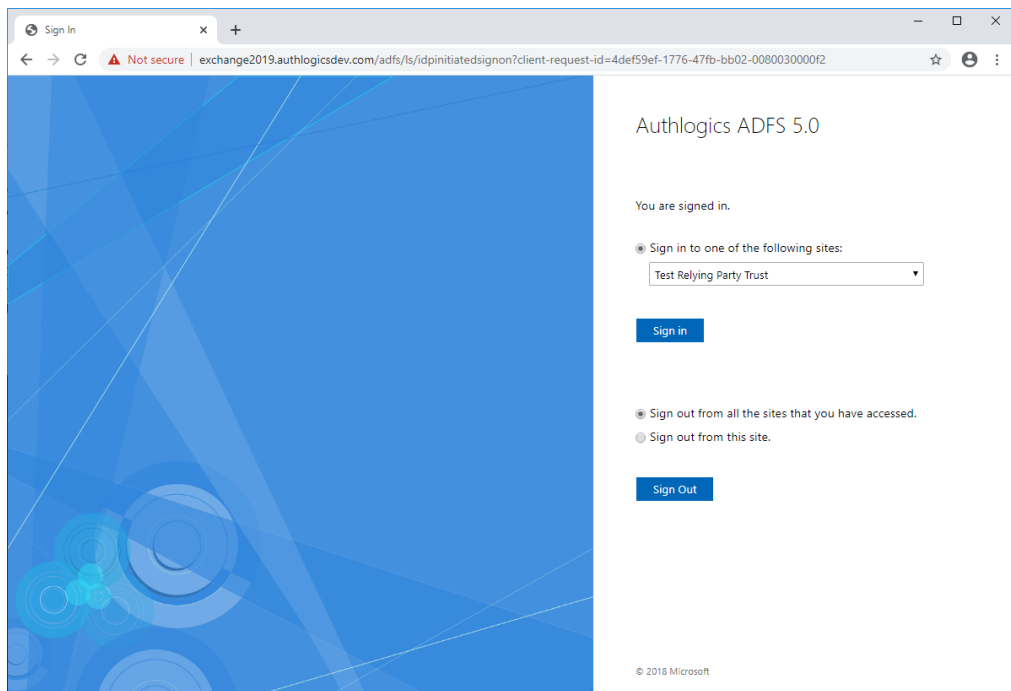 Sign In
Not secure
exchange2019.authlogicsdev.com/adfs/ls/idpinitiatedsignon?client-request-id=4def59ef-1776-47fb-bb02-0080030000f2
Authlogics ADFS 5.0
You are signed in.
Sign in to one of the following sites:
Test Relying Party Trust
Sign in
Sign out from all the sites that you have accessed.
Sign out from this site.
Sign Out
© 2018 Microsoft